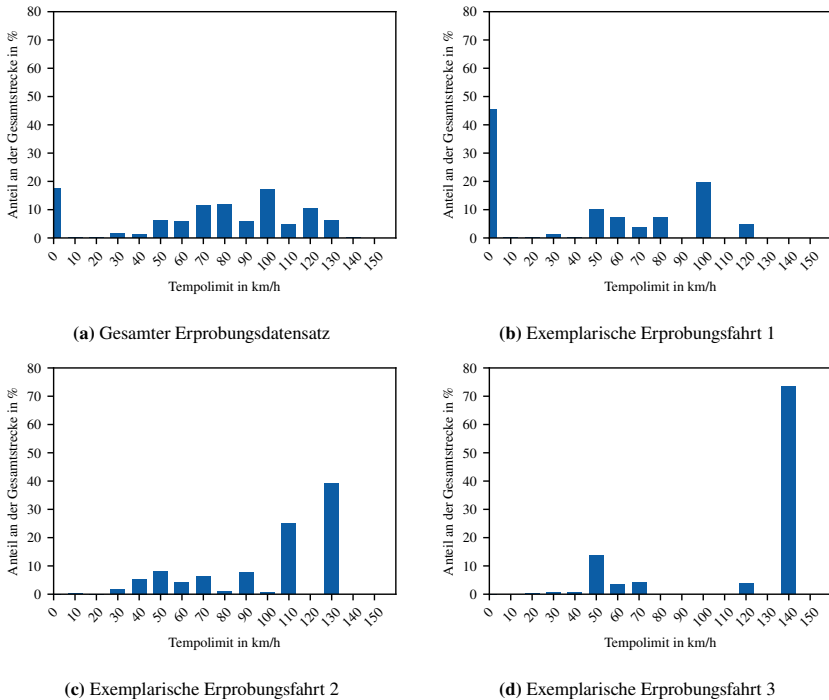 80
70
60
50
40
30
20
10
0
Anteil an der Gesamtstrecke in %
0 10 20 30 40 50 60 70 80 90 100 110 120 130 140 150
Tempolimit in km/h
(a) Gesamter Erprobungsdatensatz
80
70
60
50
40
30
20
10
0
Anteil an der Gesamtstrecke in %
0 10 20 30 40 50 60 70 80 90 100 110 120 130 140 150
Tempolimit in km/h
(b) Exemplarische Erprobungsfahrt 1
80
70
60
50
40
30
20
10
0
Anteil an der Gesamtstrecke in %
0 10 20 30 40 50 60 70 80 90 100 110 120 130 140 150
Tempolimit in km/h
(c) Exemplarische Erprobungsfahrt 2
80
70
60
50
40
30
20
10
0
Anteil an der Gesamtstrecke in %
0 10 20 30 40 50 60 70 80 90 100 110 120 130 140 150
Tempolimit in km/h
(d) Exemplarische Erprobungsfahrt 3